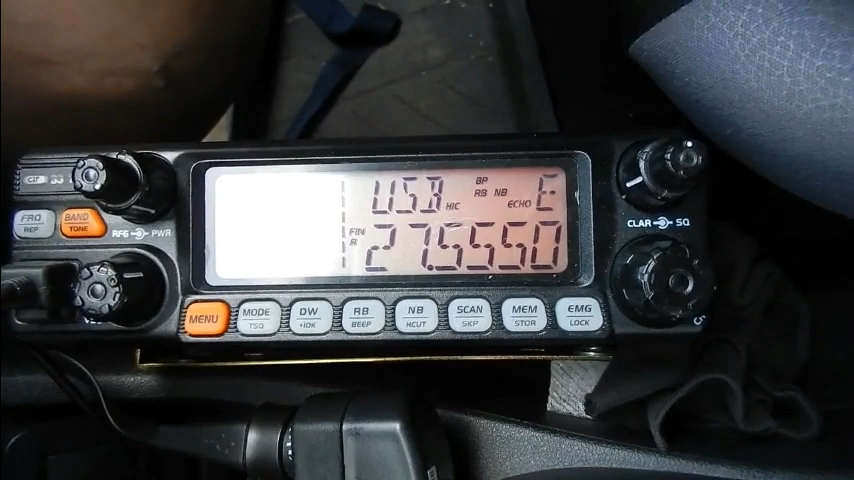 USB HIC BP RB NB ECHO E
FIN R 27.5550
FRQ REP
BAND TONE
RFG PWR
CLAR SQ
MENU
MODE TSQ
DW +10K
RB BEEP
NB HCUT
SCAN SKP
MEM STOR
EMG LOCK